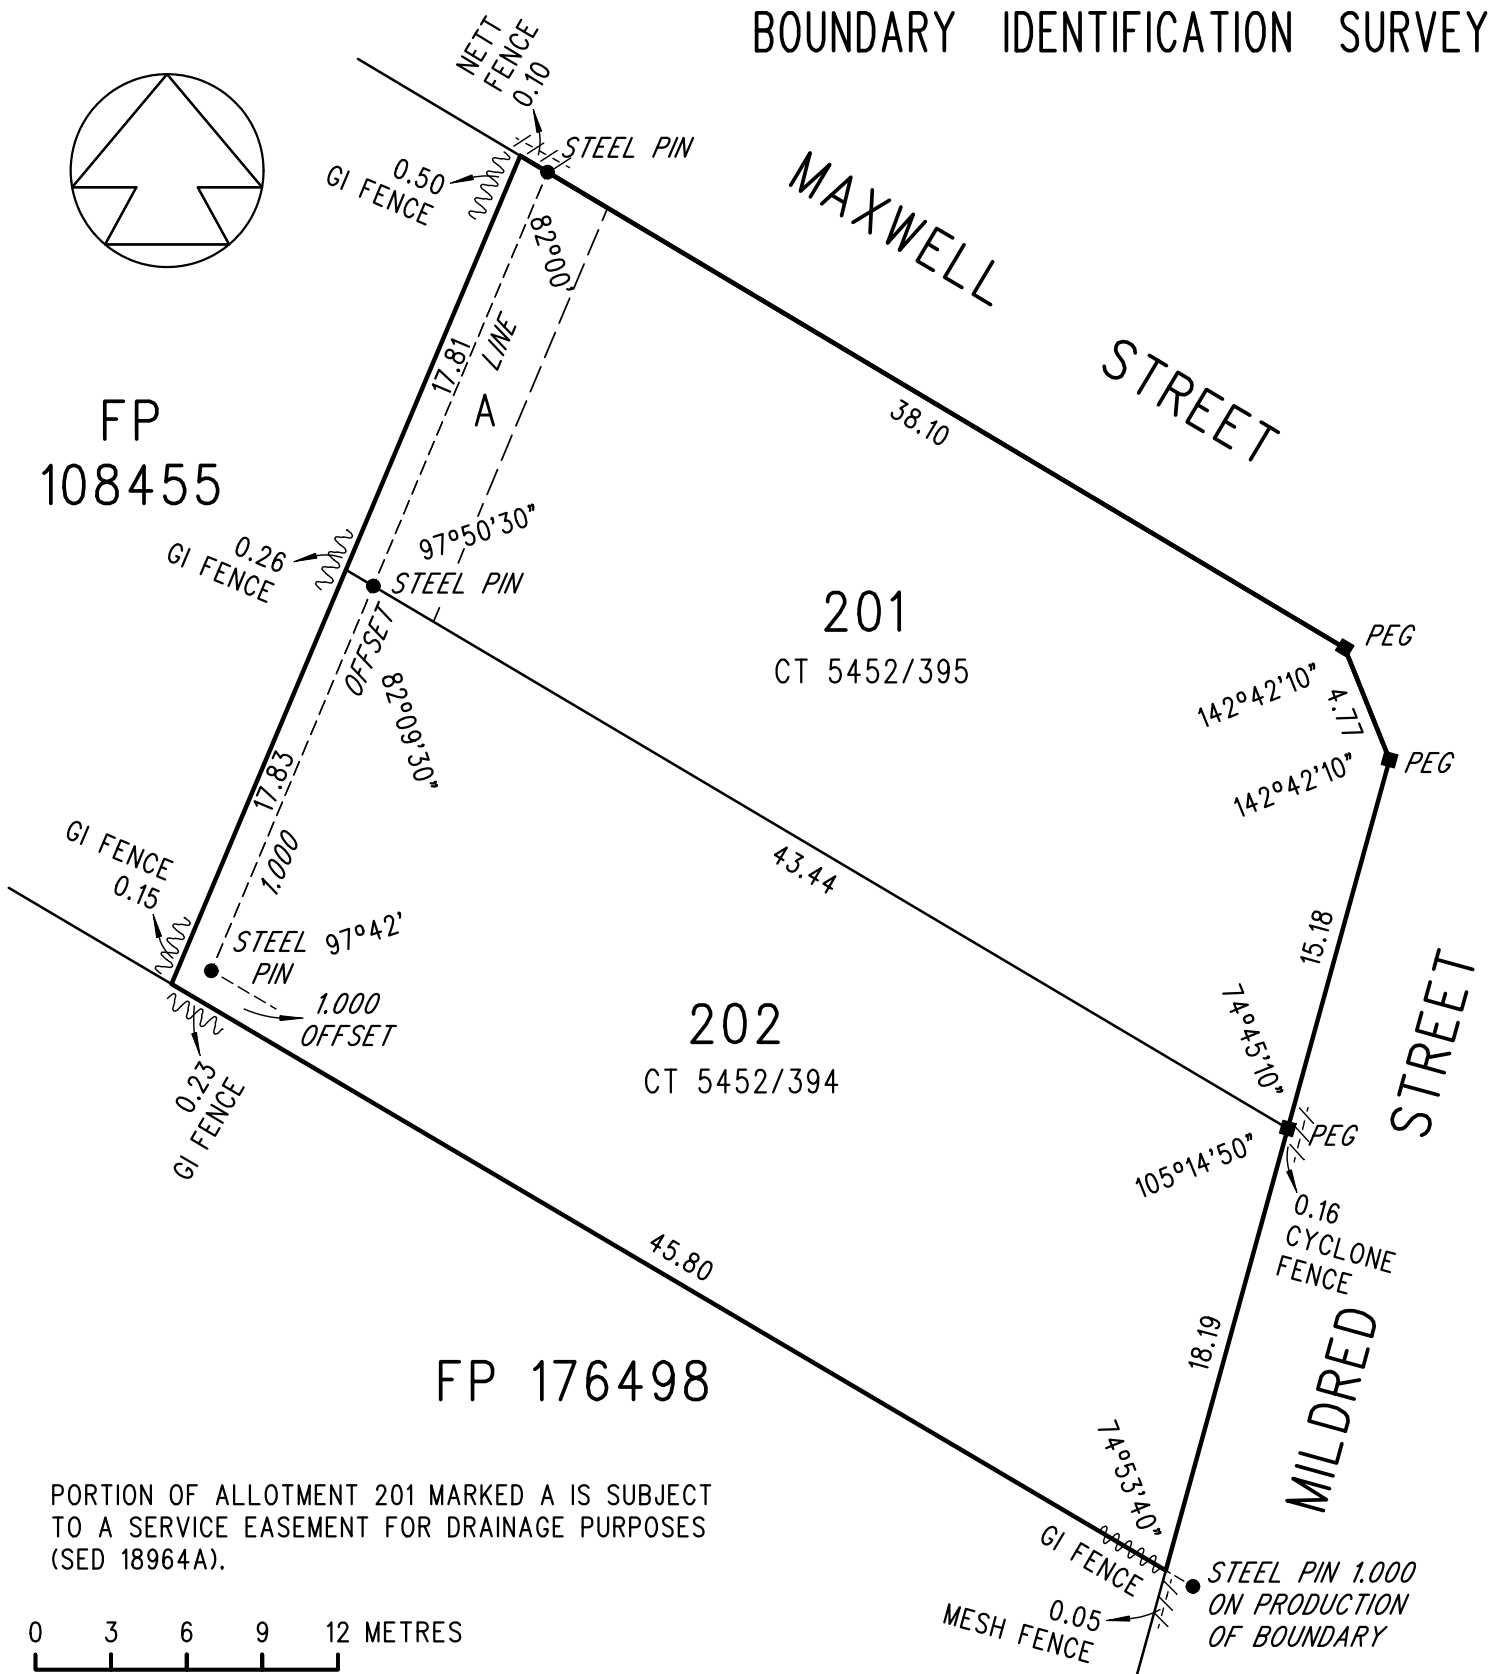 BOUNDARY IDENTIFICATION SURVEY
NETT
FENCE
0.10
STEEL PIN
0.50
GI FENCE
MAXWELL
STREET
82°00'
LINE
17.81
A
38.10
FP
108455
97°50'30"
0.26
GI FENCE
STEEL PIN
OFFSET
201
CT 5452/395
PEG
142°42'10"
4.77
PEG
142°42'10"
82°09'30"
17.83
1.000
GI FENCE
0.15
43.44
15.18
STEEL
PIN
97°42'
1.000
OFFSET
202
CT 5452/394
74°45'10"
STREET
MILDRED
0.23
GI FENCE
PEG
105°14'50"
0.16
CYCLONE
FENCE
45.80
18.19
FP 176498
74°53'40"
GI FENCE
PORTION OF ALLOTMENT 201 MARKED A IS SUBJECT
TO A SERVICE EASEMENT FOR DRAINAGE PURPOSES
(SED 18964A).
STEEL PIN 1.000
ON PRODUCTION
OF BOUNDARY
0.05
MESH FENCE
0 3 6 9 12 METRES